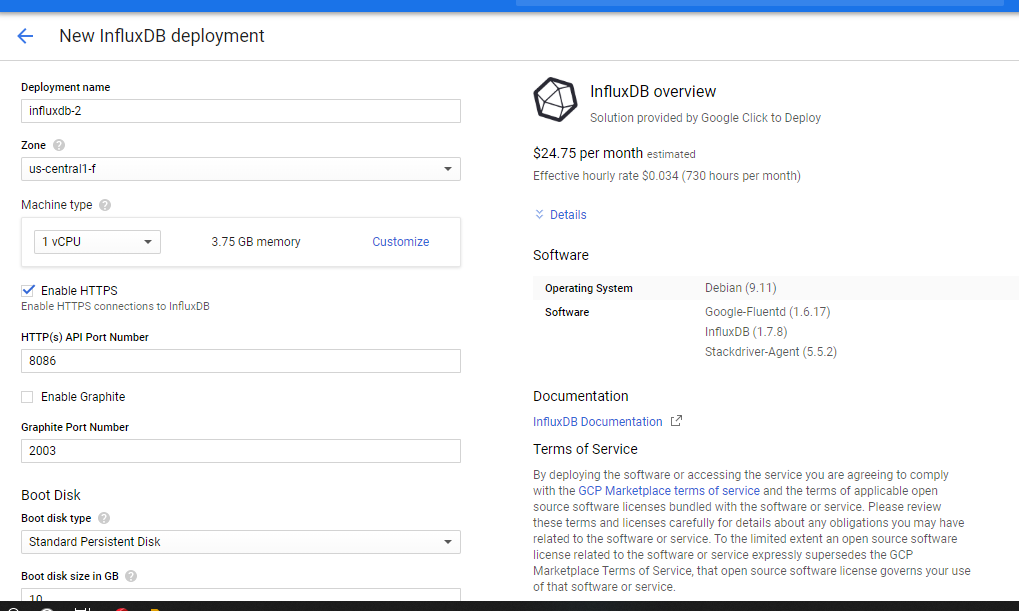 New InfluxDB deployment
Deployment name
influxdb-2
Zone
us-central1-f
Machine type
1 vCPU
3.75 GB memory
Customize
Enable HTTPS
Enable HTTPS connections to InfluxDB
HTTP(s) API Port Number
8086
Enable Graphite
Graphite Port Number
2003
Boot Disk
Boot disk type
Standard Persistent Disk
Boot disk size in GB
10
InfluxDB overview
Solution provided by Google Click to Deploy
$24.75 per month estimated
Effective hourly rate $0.034 (730 hours per month)
Details
Software
Operating System Debian (9.11)
Software Google-Fluentd (1.6.17)
InfluxDB (1.7.8)
Stackdriver-Agent (5.5.2)
Documentation
InfluxDB Documentation
Terms of Service
By deploying the software or accessing the service you are agreeing to comply
with the GCP Marketplace terms of service and the terms of applicable open
source software licenses bundled with the software or service. Please review
these terms and licenses carefully for details about any obligations you may have
related to the software or service. To the limited extent an open source software
license related to the software or service expressly supersedes the GCP
Marketplace Terms of Service, that open source software license governs your use
of that software or service.